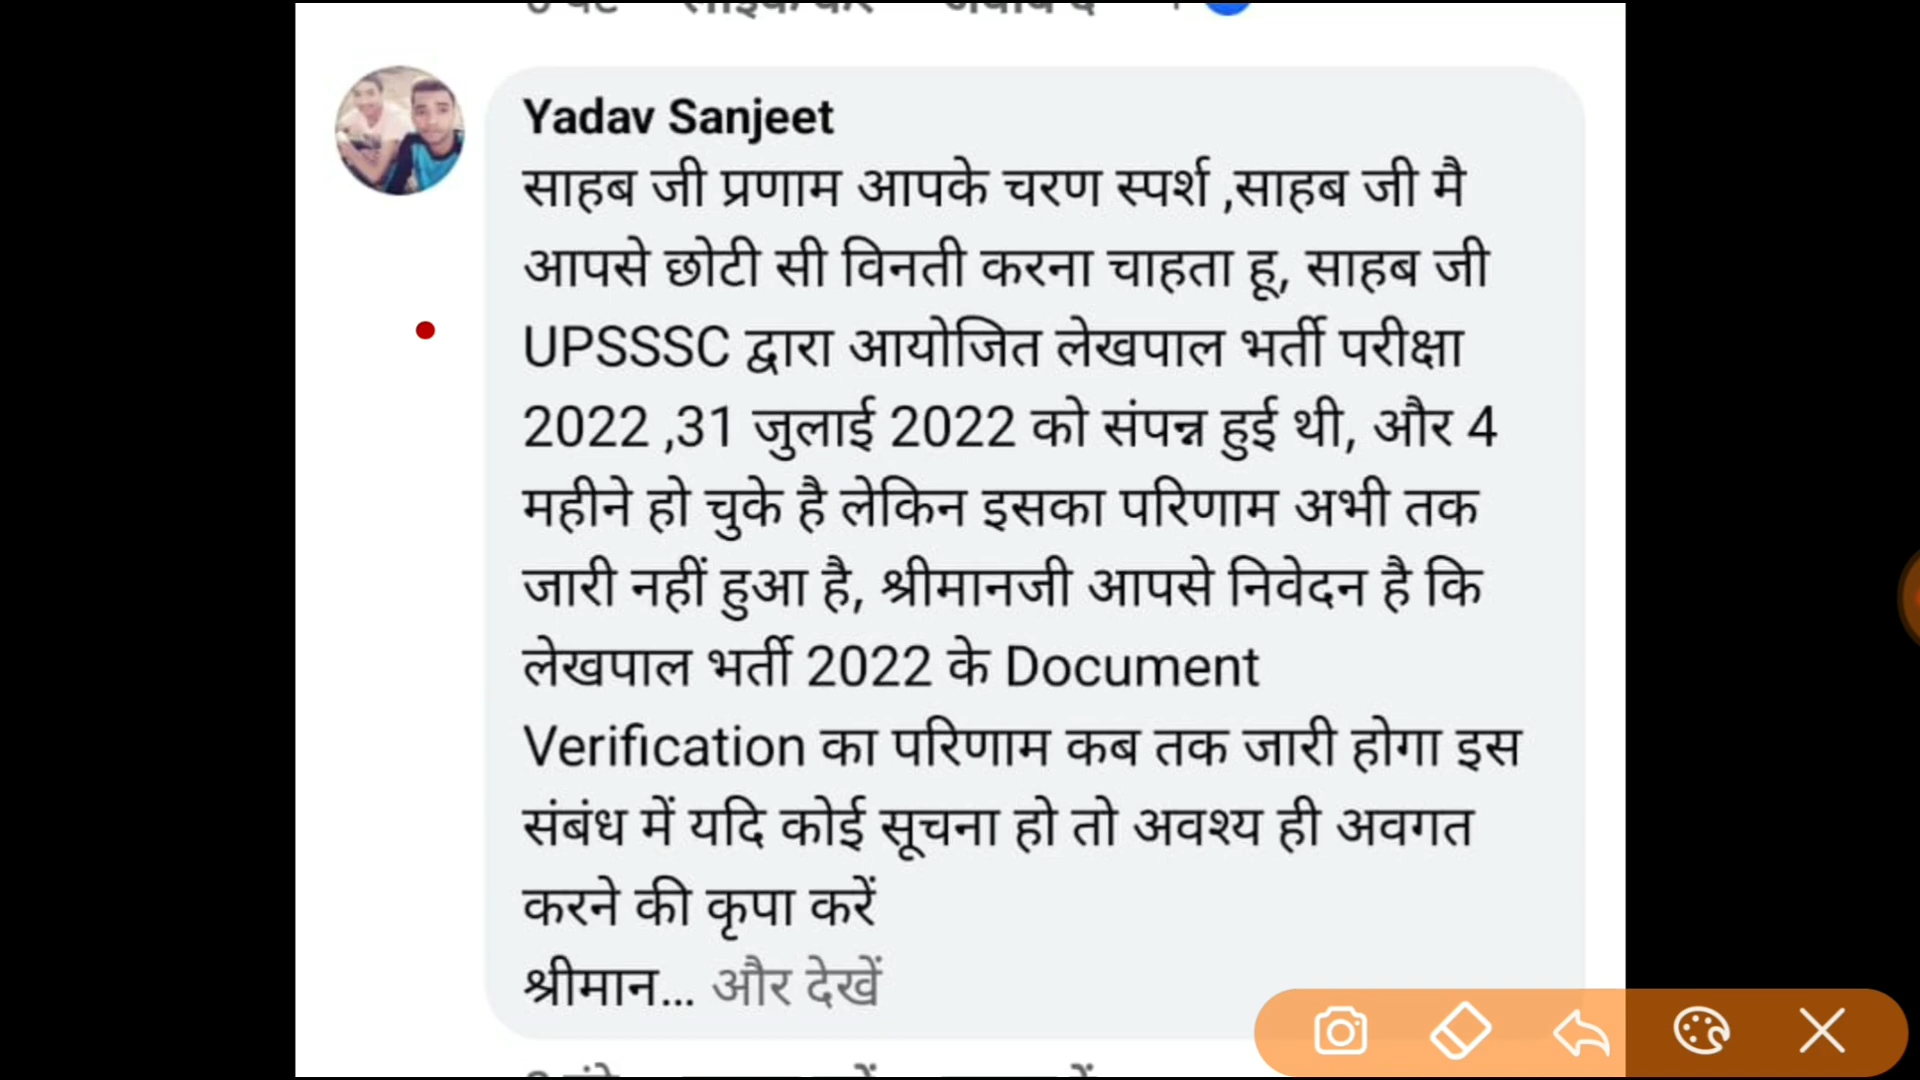 Yadav Sanjeet
साहब जी प्रणाम आपके चरण स्पर्श ,साहब जी मै
आपसे छोटी सी विनती करना चाहता हू, साहब जी
UPSSSC द्वारा आयोजित लेखपाल भर्ती परीक्षा
2022 ,31 जुलाई 2022 को संपन्न हुई थी, और 4
महीने हो चुके है लेकिन इसका परिणाम अभी तक
जारी नहीं हुआ है, श्रीमानजी आपसे निवेदन है कि
लेखपाल भर्ती 2022 के Document
Verification का परिणाम कब तक जारी होगा इस
संबंध में यदि कोई सूचना हो तो अवश्य ही अवगत
करने की कृपा करें
श्रीमान... और देखें